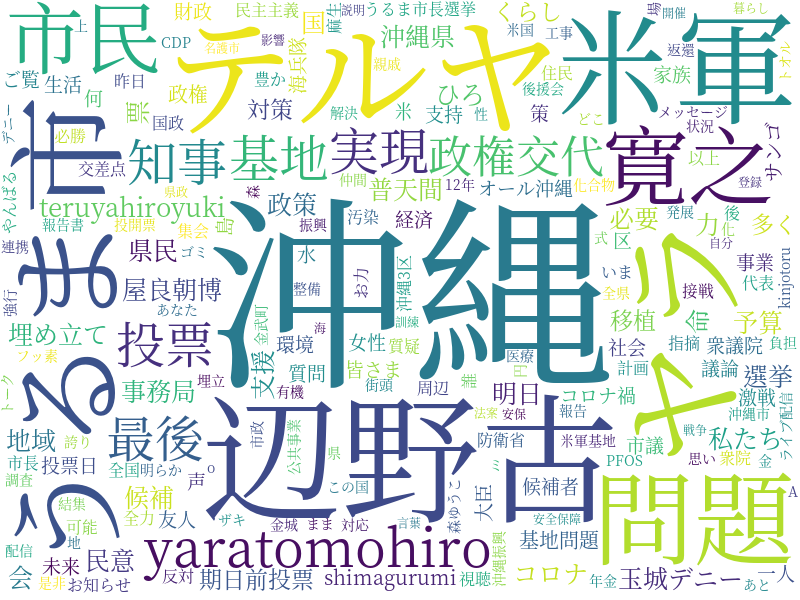 上
説明
うるま市長選挙
場
開催
暮らし
市民
テルヤ
米軍
財政
民主主義
国
くらし
米国
工事
CDP
名護市
影響
沖縄県
返還
トオル
ご覧
生活
昨日
豊か
海兵隊
親戚
住民
家族
デニー
何
票
政権
対策
ひろ
後援会
メッセージ
米
支持
性
策
どこ
状況
市
必勝
国政
解決
サンゴ
知事
基地
実現
政権交代
寛之
以上
交差点
県政
森
仲間
12年
化合物
登録
やんばる
普天間
オール沖縄
teruyahiroyuki
政策
汚染
経済
必要
発展
力
化
後
多く
報告書
投開票
集会
島
振興
式
区
自分
沖縄
うるま
ラ
連携
ゴミ
県民
水
お力
沖縄3区
いま
事業
全県
接戦
代表
kinjotoru
強行
あなた
屋良朝博
整備
命
埋め立て
投票
海
訓練
移植
予算
フッ素
環境
金武町
女性
質疑
社会
指摘
衆議院
負担
支援
医療
円
計画
議論
選挙
トーク
事務局
質問
皆さま
埋立
有機
街頭
誰
周辺
明日
コロナ禍
激戦
沖縄市
ライブ配信
地域
最後
辺野古
問題
市政
法案
安保
報告
防衛省
米軍基地
市議
戦争
私たち
誇り
公共事業
市長
投票日
全国
明らか
声
o
県
この国
ミリ
PFOS
思い
衆院
金
調査
候補
結集
友人
ザキ
森ゆうこ
大臣
候補者
A
可能
全力
金城
まま
対応
言葉
安全保障
配信
地
会
未来
民意
yaratomohiro
基地問題
是非
お知らせ
反対
期日前投票
shimagurumi
視聴
沖縄振興
コロナ
年金
玉城デニー
あと
一人